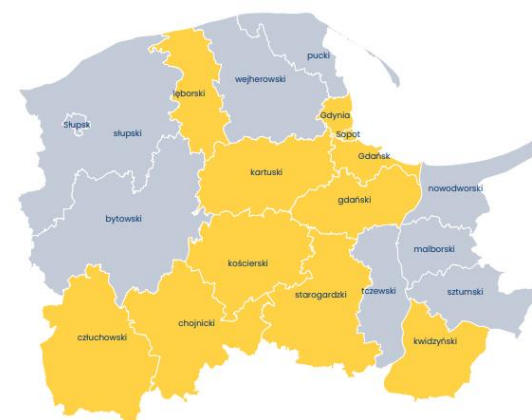 pucki
wejherowski
lęborski
Gdynia
Słupsk
słupski
Sopot
Gdańsk
kartuski
nowodworski
gdański
bytowski
malborski
kościerski
sztumski
tczewski
starogardzki
chojnicki
człuchowski
kwidzyński